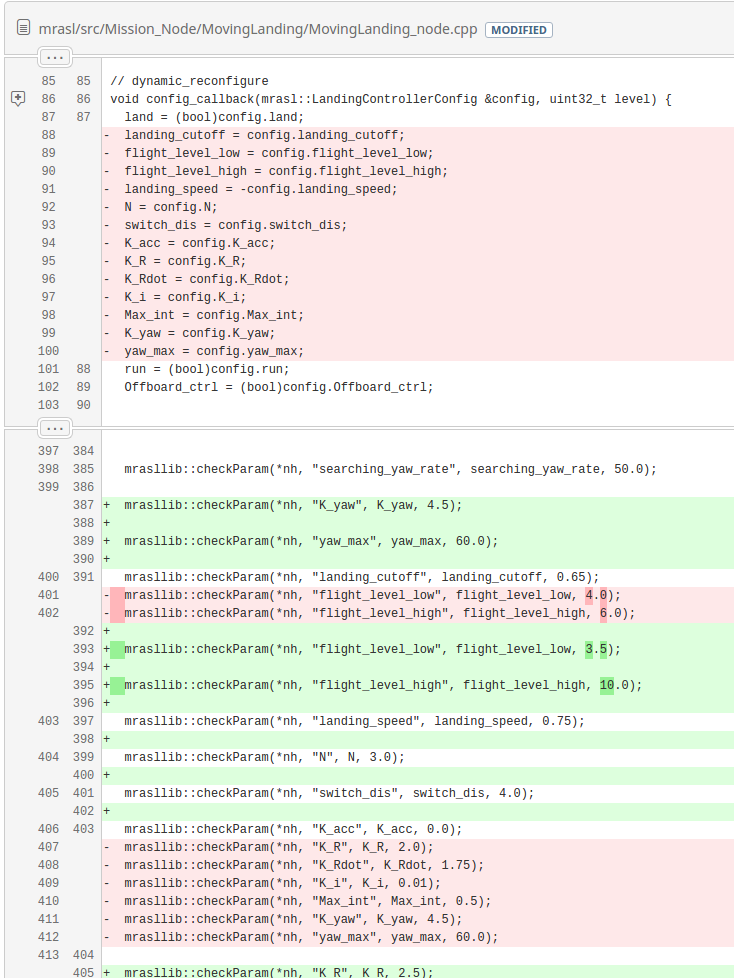 mrasl/src/Mission_Node/MovingLanding/MovingLanding_node.cpp MODIFIED
...
85 85 // dynamic_reconfigure
86 86 void config_callback(mrasl::LandingControllerConfig &config, uint32_t level) {
87 87 land = (bool)config.land;
88 - landing_cutoff = config.landing_cutoff;
89 - flight_level_low = config.flight_level_low;
90 - flight_level_high = config.flight_level_high;
91 - landing_speed = -config.landing_speed;
92 - N = config.N;
93 - switch_dis = config.switch_dis;
94 - K_acc = config.K_acc;
95 - K_R = config.K_R;
96 - K_Rdot = config.K_Rdot;
97 - K_i = config.K_i;
98 - Max_int = config.Max_int;
99 - K_yaw = config.K_yaw;
100 - yaw_max = config.yaw_max;
101 88 run = (bool)config.run;
102 89 Offboard_ctrl = (bool)config.Offboard_ctrl;
103 90
...
397 384
398 385 mrasllib::checkParam(*nh, "searching_yaw_rate", searching_yaw_rate, 50.0);
399 386
387 + mrasllib::checkParam(*nh, "K_yaw", K_yaw, 4.5);
388 +
389 + mrasllib::checkParam(*nh, "yaw_max", yaw_max, 60.0);
390 +
400 391 mrasllib::checkParam(*nh, "landing_cutoff", landing_cutoff, 0.65);
401 - mrasllib::checkParam(*nh, "flight_level_low", flight_level_low, 4.0);
402 - mrasllib::checkParam(*nh, "flight_level_high", flight_level_high, 6.0);
392 +
393 + mrasllib::checkParam(*nh, "flight_level_low", flight_level_low, 3.5);
394 +
395 + mrasllib::checkParam(*nh, "flight_level_high", flight_level_high, 10.0);
396 +
403 397 mrasllib::checkParam(*nh, "landing_speed", landing_speed, 0.75);
398 +
404 399 mrasllib::checkParam(*nh, "N", N, 3.0);
400 +
405 401 mrasllib::checkParam(*nh, "switch_dis", switch_dis, 4.0);
402 +
406 403 mrasllib::checkParam(*nh, "K_acc", K_acc, 0.0);
407 - mrasllib::checkParam(*nh, "K_R", K_R, 2.0);
408 - mrasllib::checkParam(*nh, "K_Rdot", K_Rdot, 1.75);
409 - mrasllib::checkParam(*nh, "K_i", K_i, 0.01);
410 - mrasllib::checkParam(*nh, "Max_int", Max_int, 0.5);
411 - mrasllib::checkParam(*nh, "K_yaw", K_yaw, 4.5);
412 - mrasllib::checkParam(*nh, "yaw_max", yaw_max, 60.0);
413 404
405 + mrasllib::checkParam(*nh, "K_R", K_R, 2.5);